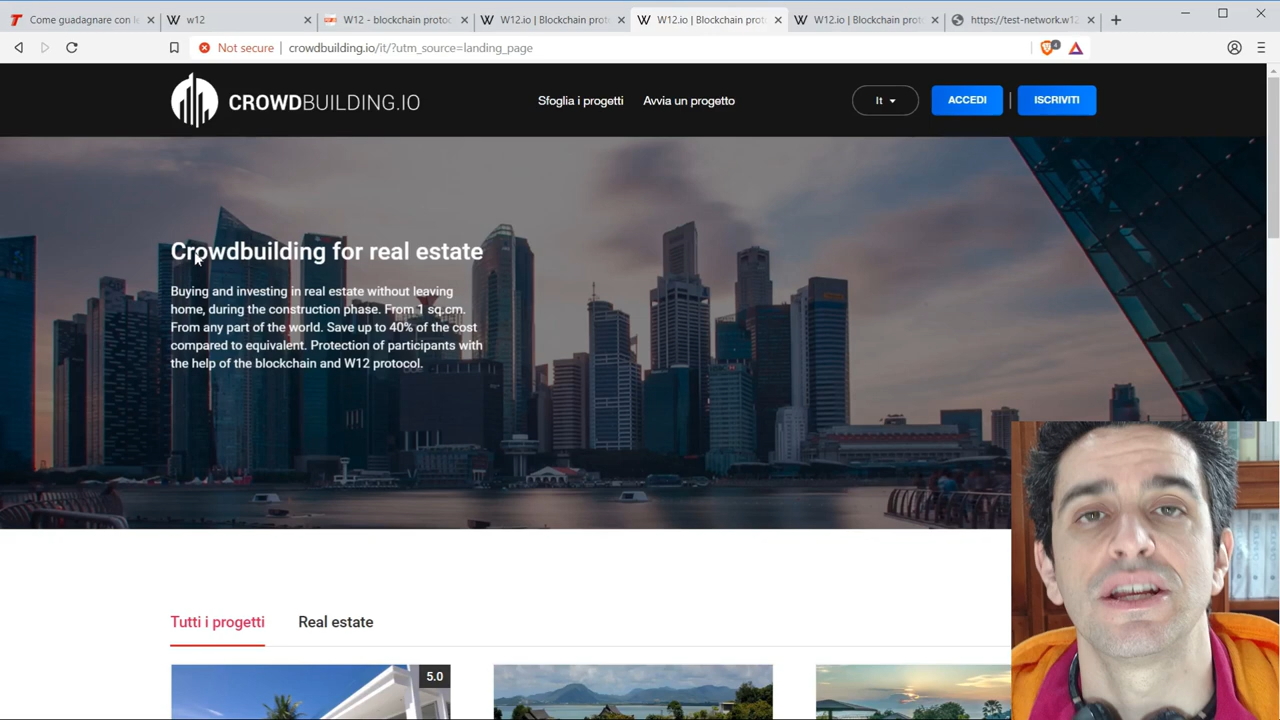 Come guadagnare con le
w12
W12 - blockchain protoc
W12.io | Blockchain prot
W12.io | Blockchain prot
W12.io | Blockchain prot
https://test-network.w12
Not secure
crowdbuilding.io/it/?utm_source=landing_page
4
CROWDBUILDING.IO
Sfoglia i progetti
Avvia un progetto
It
ACCEDI
ISCRIVITI
Crowdbuilding for real estate
Buying and investing in real estate without leaving
home, during the construction phase. From 1 sq.cm.
From any part of the world. Save up to 40% of the cost
compared to equivalent. Protection of participants with
the help of the blockchain and W12 protocol.
Tutti i progetti
Real estate
5.0